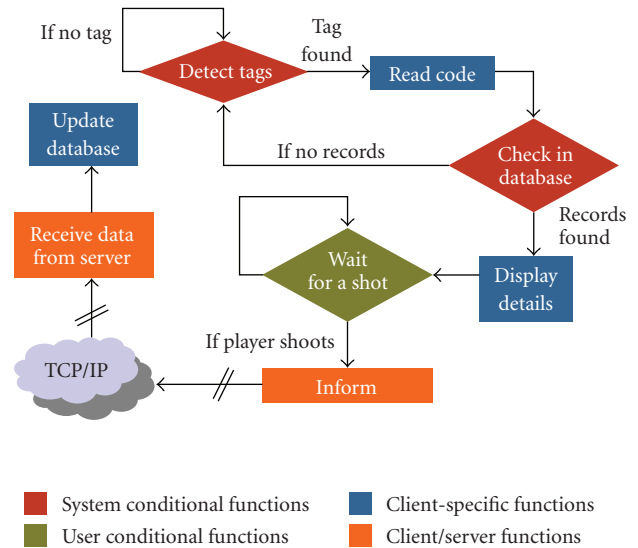 If no tag
Tag
found
Detect tags
Read code
Update
database
If no records
Check in
database
Records
found
Receive data
from server
Wait
for a shot
Display
details
If player shoots
TCP/IP
Inform
System conditional functions
Client-specific functions
User conditional functions
Client/server functions